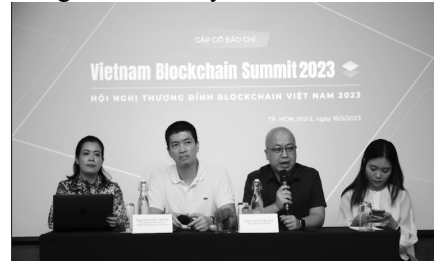 GẶP GỠ BÁO CHÍ
Vietnam Blockchain Summit 2023
HỘI NGHỊ THƯỢNG ĐỈNH BLOCKCHAIN VIỆT NAM 2023
TP. HCM, thứ 5, ngày 18/5/2023